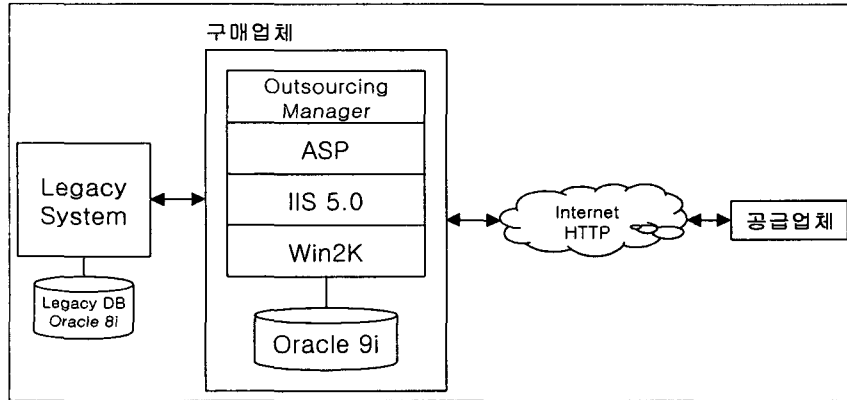 구매업체
Outsourcing
Manager
ASP
IIS 5.0
Win2K
Oracle 9i
Legacy
System
Legacy DB
Oracle 8i
Internet
HTTP
공급업체